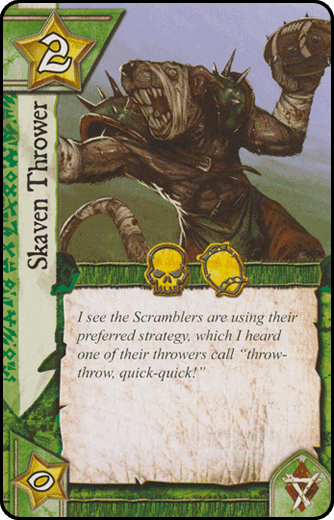 2
Skaven Thrower
I see the Scramblers are using their
preferred strategy, which I heard
one of their throwers call “throw-
throw, quick-quick!”
0